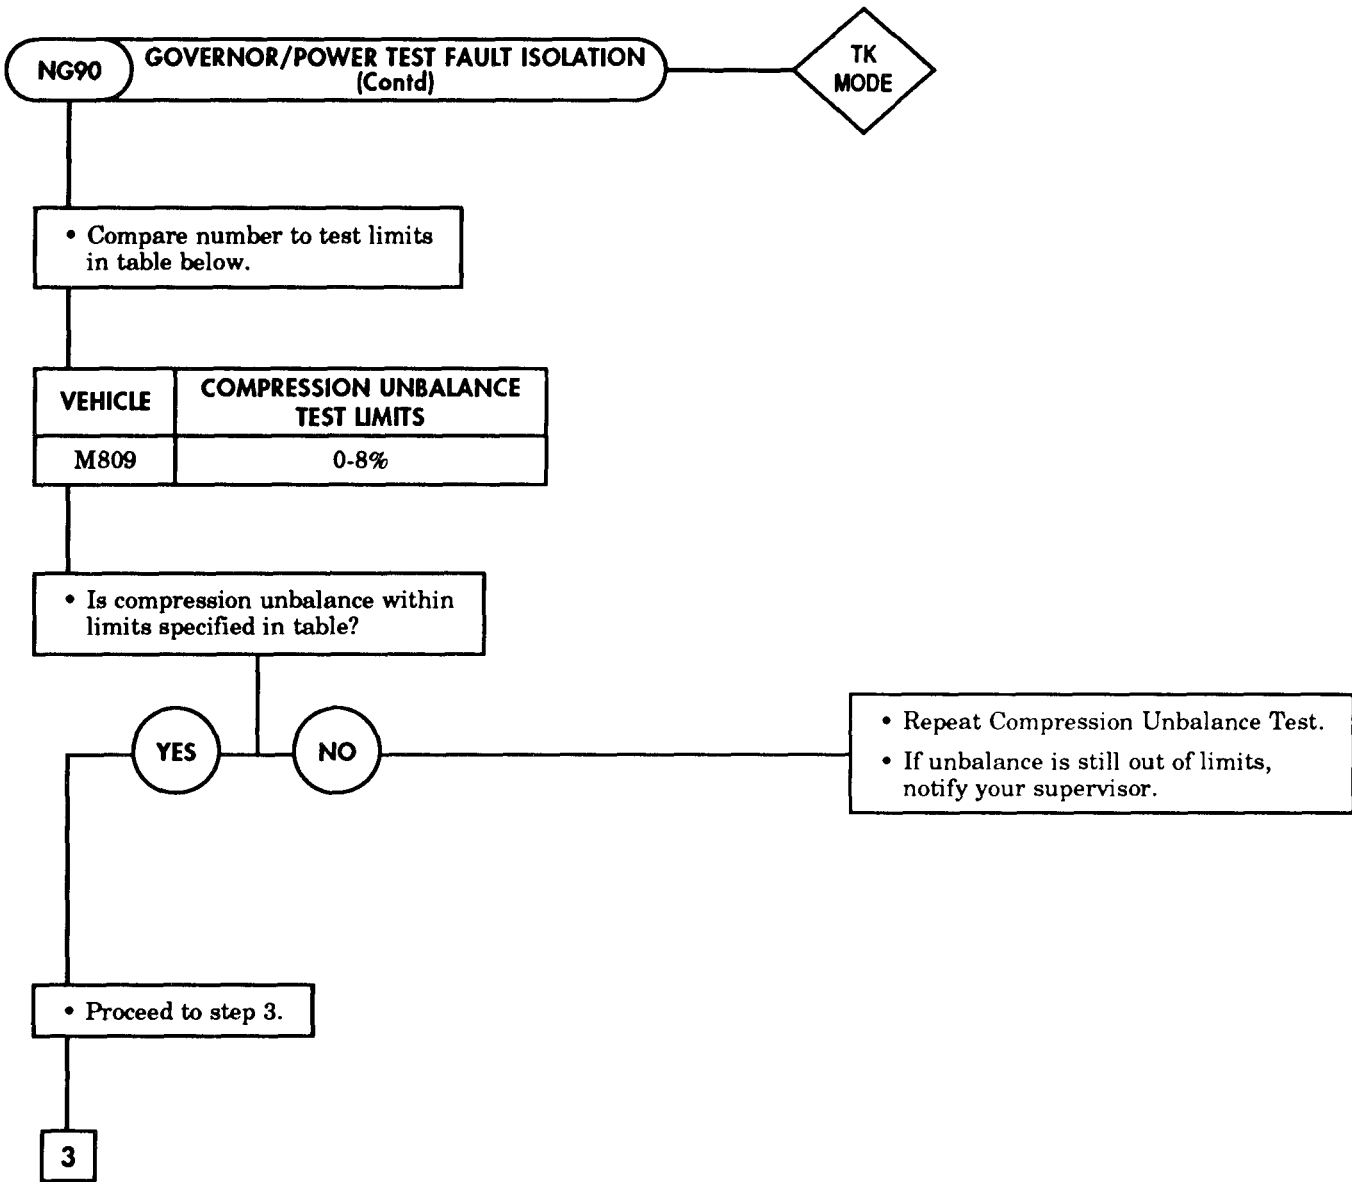 NG90
GOVERNOR/POWER TEST FAULT ISOLATION
(Contd)
TK
MODE
• Compare number to test limits
in table below.
VEHICLE
COMPRESSION UNBALANCE
TEST LIMITS
M809
0-8%
• Is compression unbalance within
limits specified in table?
YES
NO
• Repeat Compression Unbalance Test.
• If unbalance is still out of limits,
notify your supervisor.
• Proceed to step 3.
3